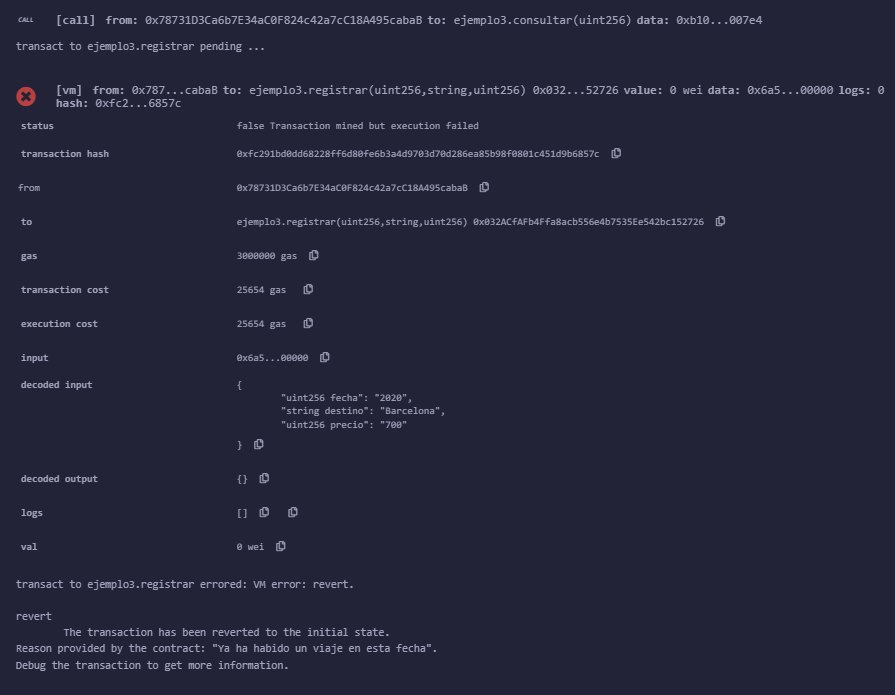 CALL [call] from: 0x78731D3Ca6b7E34aC0F824c42a7cC18A495cabaB to: ejemplo3.consultar(uint256) data: 0xb10...007e4
transact to ejemplo3.registrar pending ...
[vm] from: 0x787...cabaB to: ejemplo3.registrar(uint256,string,uint256) 0x032...52726 value: 0 wei data: 0x6a5...00000 logs: 0
hash: 0xfc2...6857c
status false Transaction mined but execution failed
transaction hash 0xfc291bd0dd68228ff6d80fe6b3a4d9703d70d286ea85b98f0801c451d9b6857c
from 0x78731D3Ca6b7E34aC0F824c42a7cC18A495cabaB
to ejemplo3.registrar(uint256,string,uint256) 0x032ACfAFb4Ffa8acb556e4b7535Ee542bc152726
gas 3000000 gas
transaction cost 25654 gas
execution cost 25654 gas
input 0x6a5...00000
decoded input {
"uint256 fecha": "2020",
"string destino": "Barcelona",
"uint256 precio": "700"
}
decoded output {}
logs []
val 0 wei
transact to ejemplo3.registrar errored: VM error: revert.
revert
The transaction has been reverted to the initial state.
Reason provided by the contract: "Ya ha habido un viaje en esta fecha".
Debug the transaction to get more information.